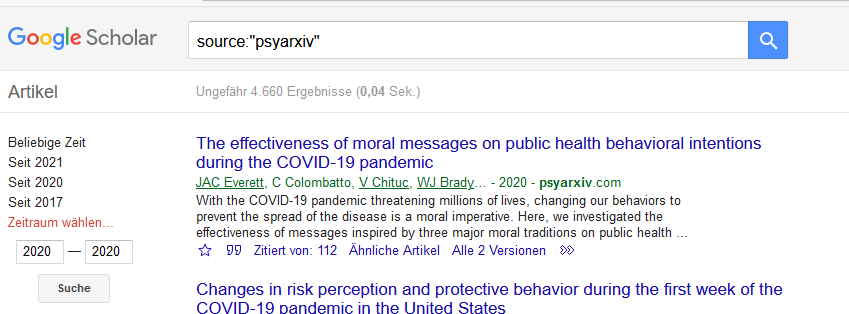 Google Scholar
source:"psyarxiv"
Artikel
Ungefähr 4.660 Ergebnisse (0,04 Sek.)
Beliebige Zeit
Seit 2021
Seit 2020
Seit 2017
Zeitraum wählen...
2020 — 2020
Suche
The effectiveness of moral messages on public health behavioral intentions
during the COVID-19 pandemic
JAC Everett, C Colombatto, V Chituc, WJ Brady… - 2020 - psyarxiv.com
With the COVID-19 pandemic threatening millions of lives, changing our behaviors to
prevent the spread of the disease is a moral imperative. Here, we investigated the
effectiveness of messages inspired by three major moral traditions on public health …
Zitiert von: 112 Ähnliche Artikel Alle 2 Versionen
Changes in risk perception and protective behavior during the first week of the
COVID-19 pandemic in the United States